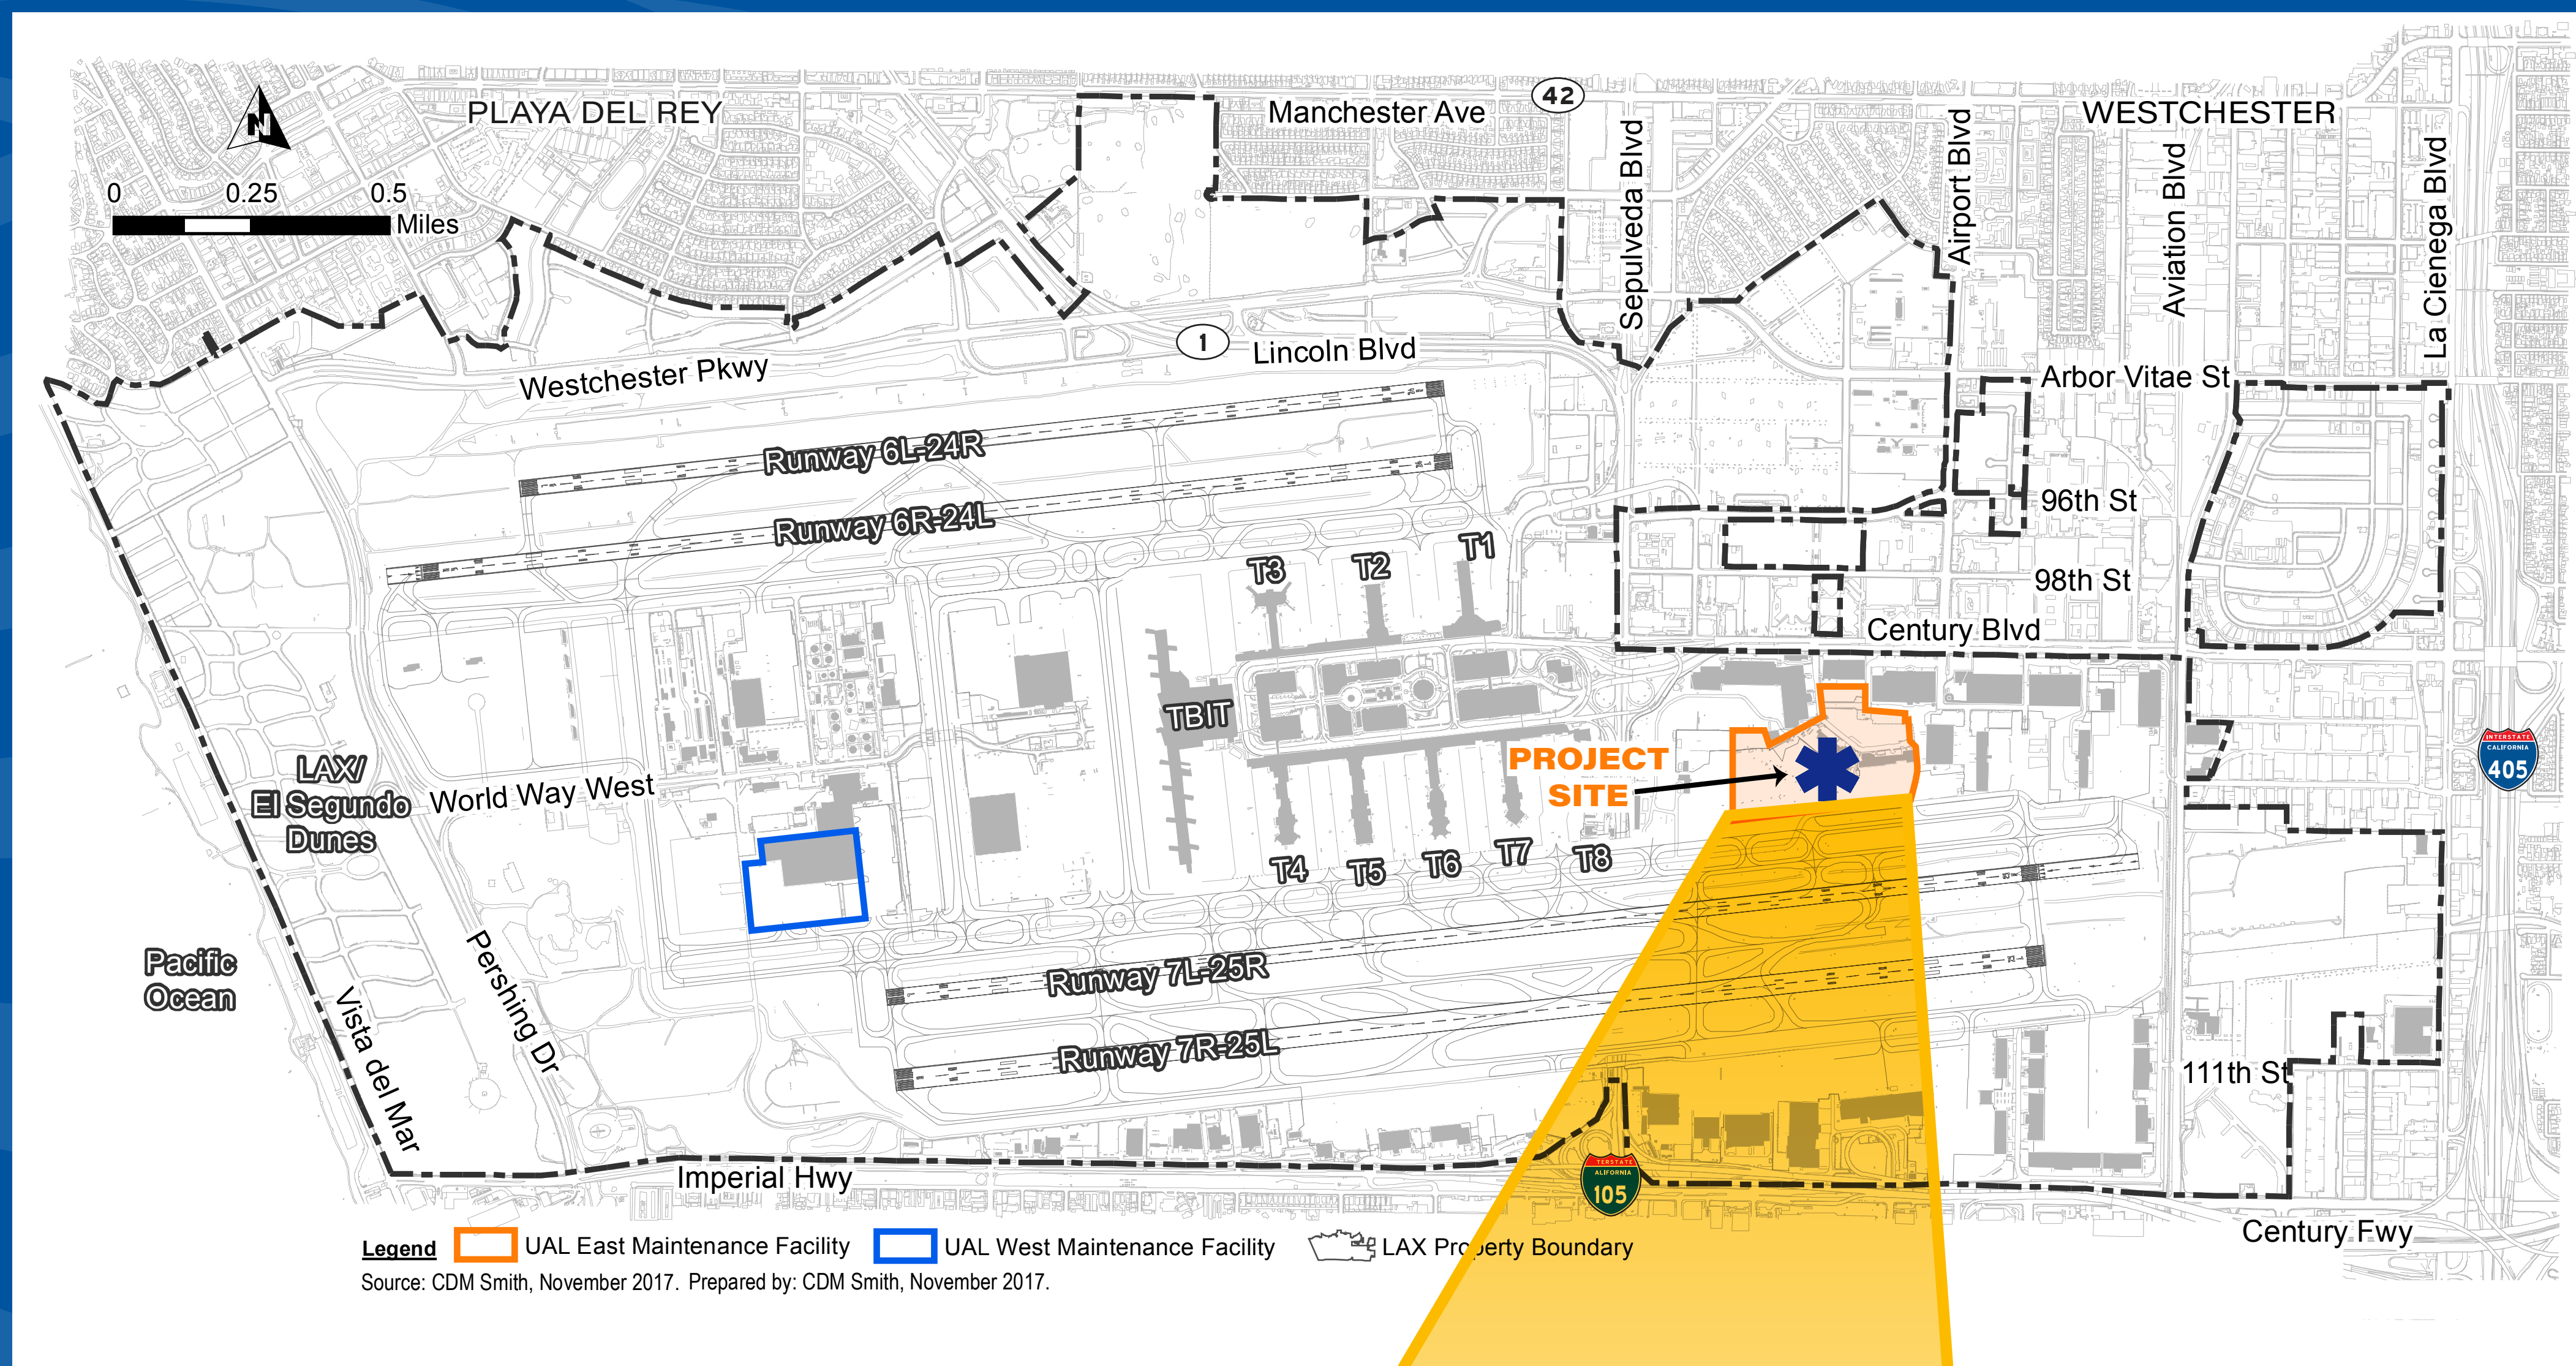 PLAYA DEL REY
Manchester Ave
42
WESTCHESTER
N
0 0.25 0.5
Miles
Sepulveda Blvd
Airport Blvd
Aviation Blvd
La Cienega Blvd
1
Lincoln Blvd
Westchester Pkwy
Arbor Vitae St
Runway 6L-24R
Runway 6R-24L
96th St
T3
T2
T1
98th St
Century Blvd
TBIT
PROJECT
SITE
INTERSTATE
CALIFORNIA
405
LAX/
El Segundo
Dunes
World Way West
T4
T5
T6
T7
T8
Pacific
Ocean
Pershing Dr
Vista del Mar
Runway 7L-25R
Runway 7R-25L
111th St
Imperial Hwy
TERSTATE
ALIFORNIA
105
Century Fwy
Legend
UAL East Maintenance Facility
UAL West Maintenance Facility
LAX Property Boundary
Source: CDM Smith, November 2017. Prepared by: CDM Smith, November 2017.